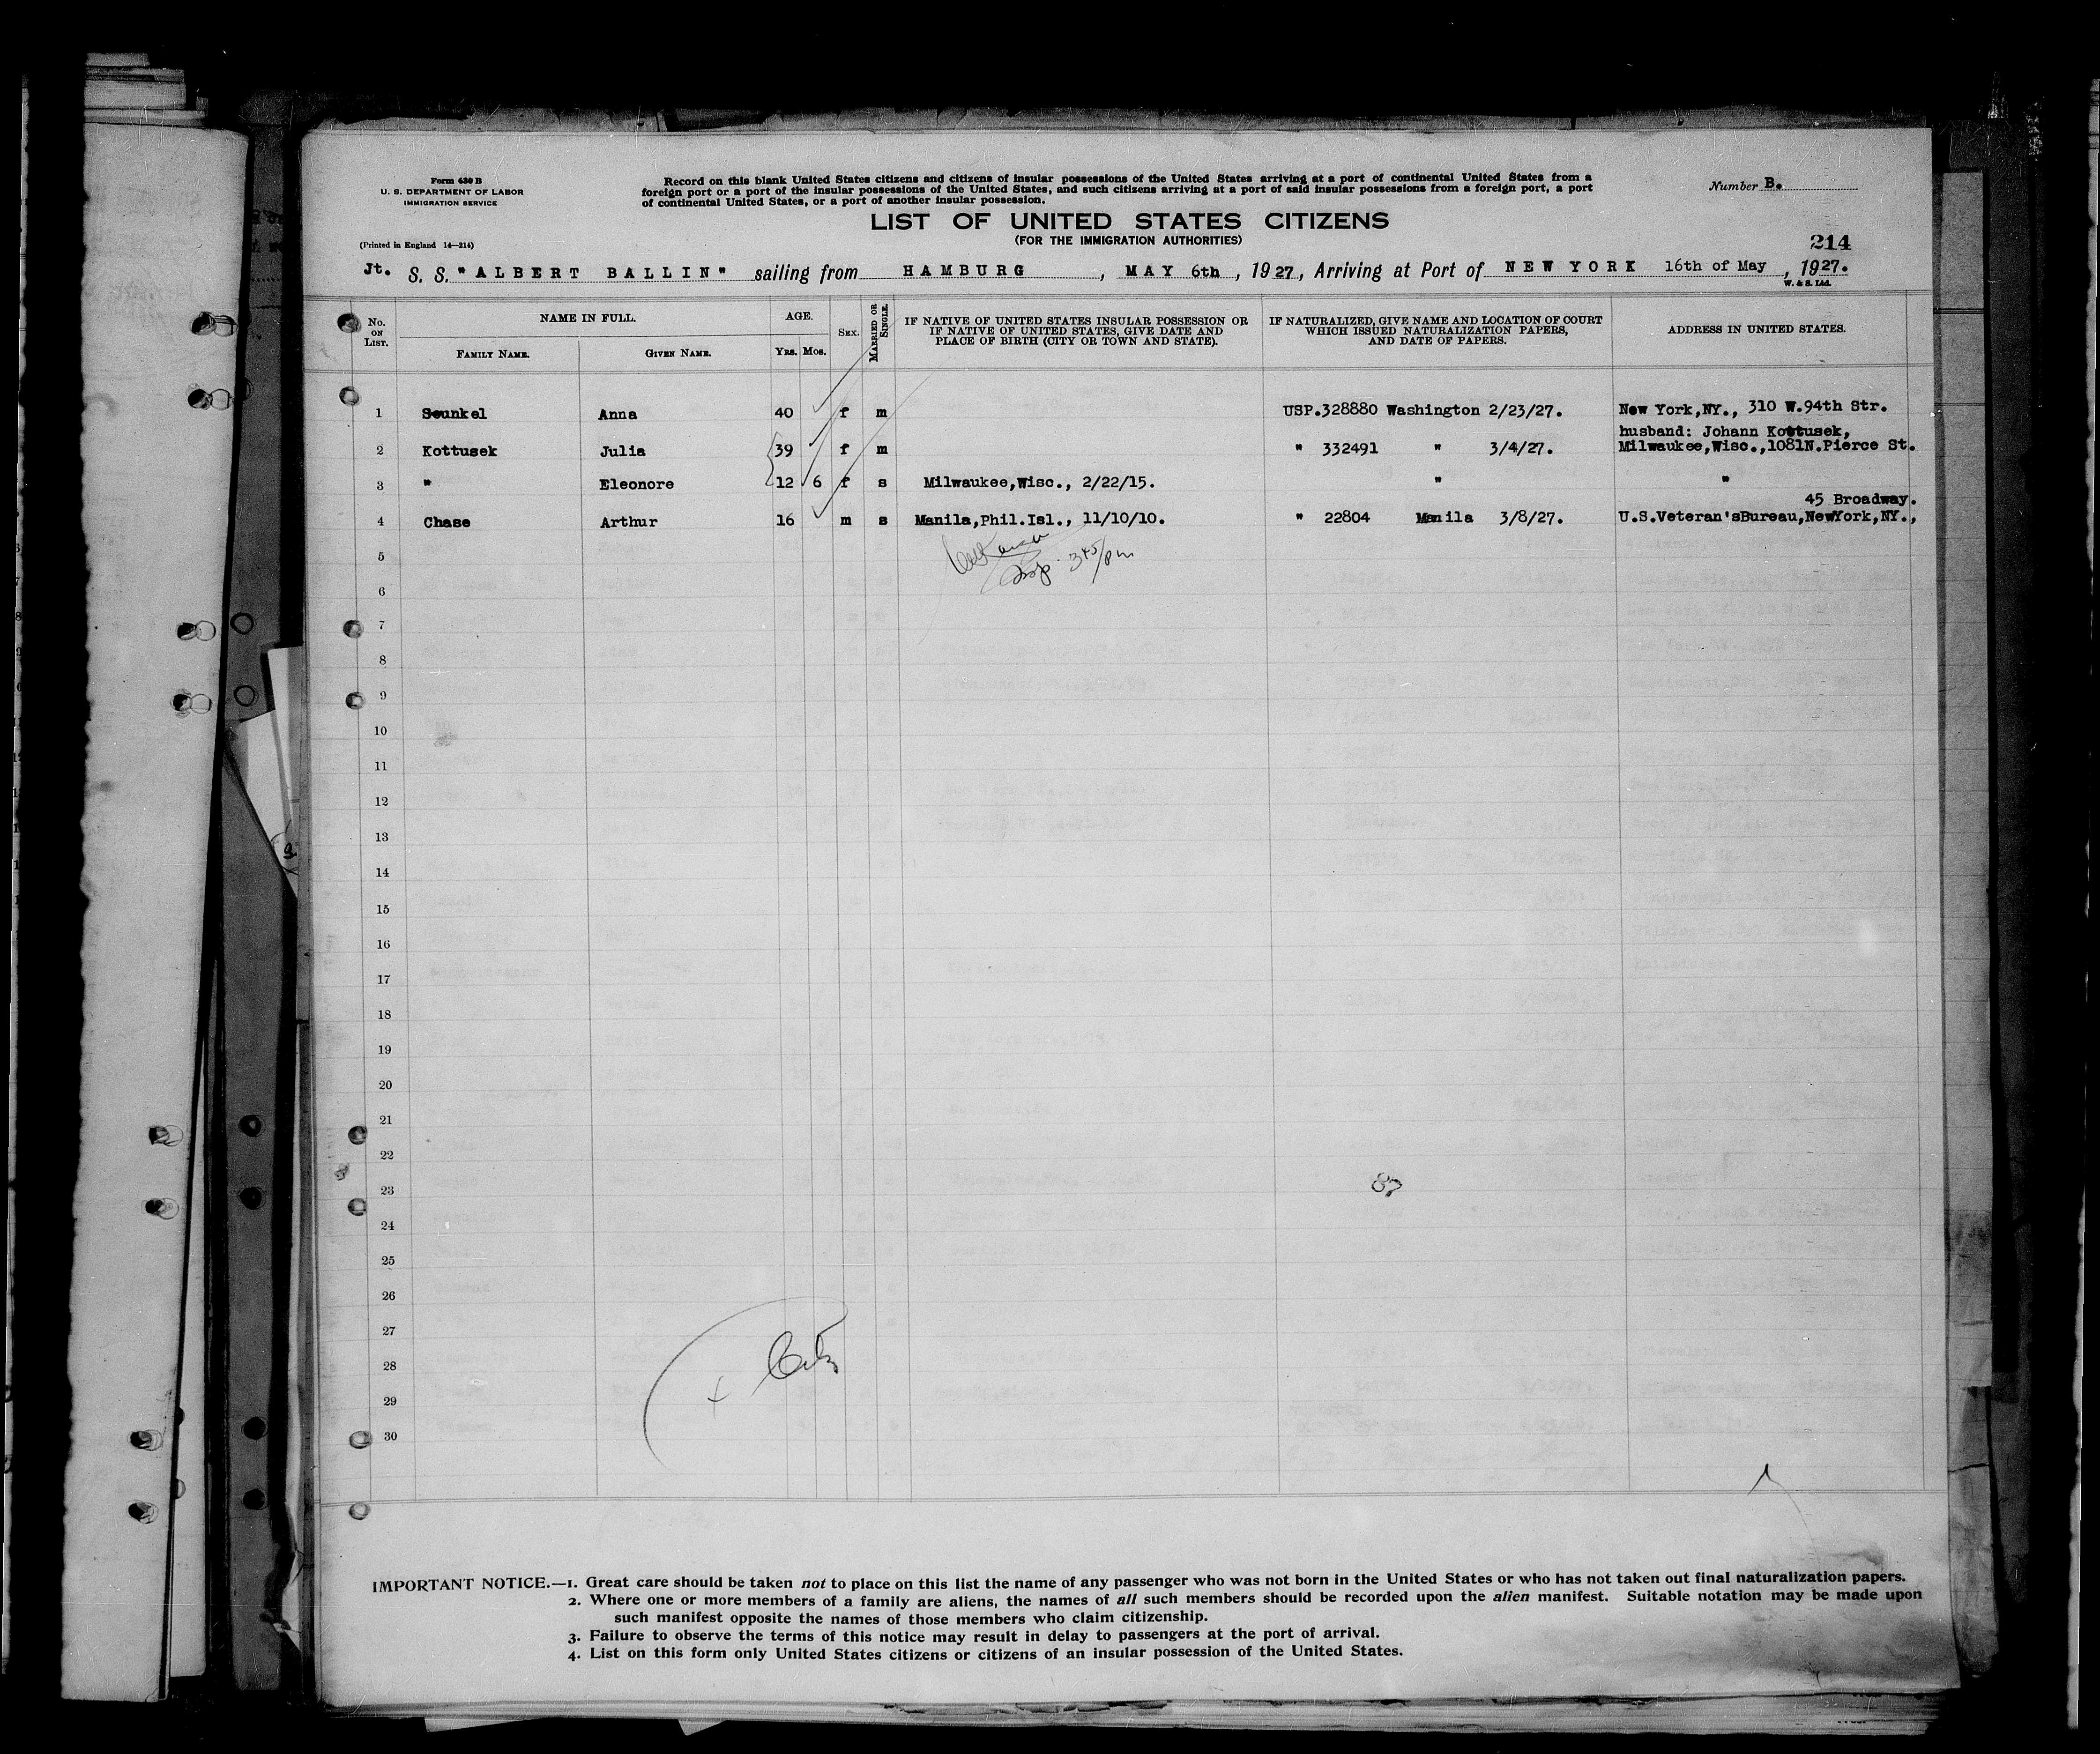 Form 630 B
U. S. DEPARTMENT OF LABOR
IMMIGRATION SERVICE
(Printed in England 14—214)
Record on this blank United States citizens and citizens of insular possessions of the United States arriving at a port of continental United States from a
foreign port or a port of the insular possessions of the United States, and such citizens arriving at a port of said insular possessions from a foreign port, a port
of continental United States, or a port of another insular possession.
Number B.
LIST OF UNITED STATES CITIZENS
(FOR THE IMMIGRATION AUTHORITIES)
214
Jt. S. S. "ALBERT BALLIN" sailing from HAMBURG, MAY 6th, 1927, Arriving at Port of NEW YORK 16th of May, 1927.
W. & S. Ltd.
No. ON LIST.
NAME IN FULL.
FAMILY NAME.
GIVEN NAME.
AGE.
YRS. MOS.
SEX.
MARRIED OR SINGLE.
IF NATIVE OF UNITED STATES INSULAR POSSESSION OR
IF NATIVE OF UNITED STATES, GIVE DATE AND
PLACE OF BIRTH (CITY OR TOWN AND STATE).
IF NATURALIZED, GIVE NAME AND LOCATION OF COURT
WHICH ISSUED NATURALIZATION PAPERS,
AND DATE OF PAPERS.
ADDRESS IN UNITED STATES.
1 Seunkel Anna 40 f m USP.328880 Washington 2/23/27. New York,NY., 310 W.94th Str.
husband: Johann Kottusek,
2 Kottusek Julia 39 f m " 332491 " 3/4/27. Milwaukee,Wisc.,1081N.Pierce St.
3 " Eleonore 12 6 f s Milwaukee,Wisc., 2/22/15. " "
45 Broadway.
4 Chase Arthur 16 m s Manila,Phil.Isl., 11/10/10. " 22804 Manila 3/8/27. U.S.Veteran'sBureau,NewYork,NY.,
Insp. 345/pm
5
6
7
8
9
10
11
12
13
14
15
16
17
18
19
20
21
22
23
24
25
26
27
28
29
30
IMPORTANT NOTICE.—1. Great care should be taken not to place on this list the name of any passenger who was not born in the United States or who has not taken out final naturalization papers.
2. Where one or more members of a family are aliens, the names of all such members should be recorded upon the alien manifest. Suitable notation may be made upon
such manifest opposite the names of those members who claim citizenship.
3. Failure to observe the terms of this notice may result in delay to passengers at the port of arrival.
4. List on this form only United States citizens or citizens of an insular possession of the United States.